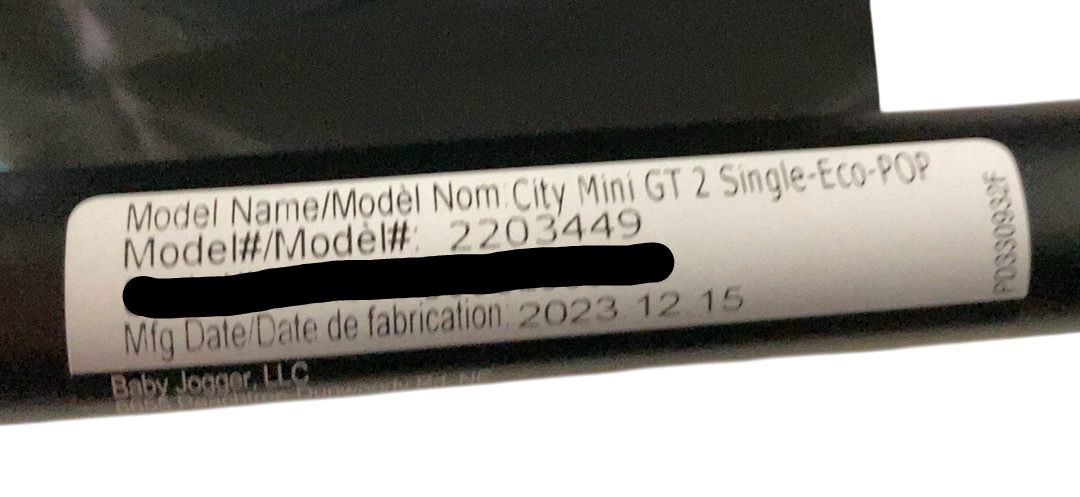 Model Name/Modèl Nom:City Mini GT 2 Single-Eco-POP
Model#/Modèl#: 2203449
Mfg Date/Date de fabrication: 2023 12 15
Baby Jogger, LLC
PD330932F